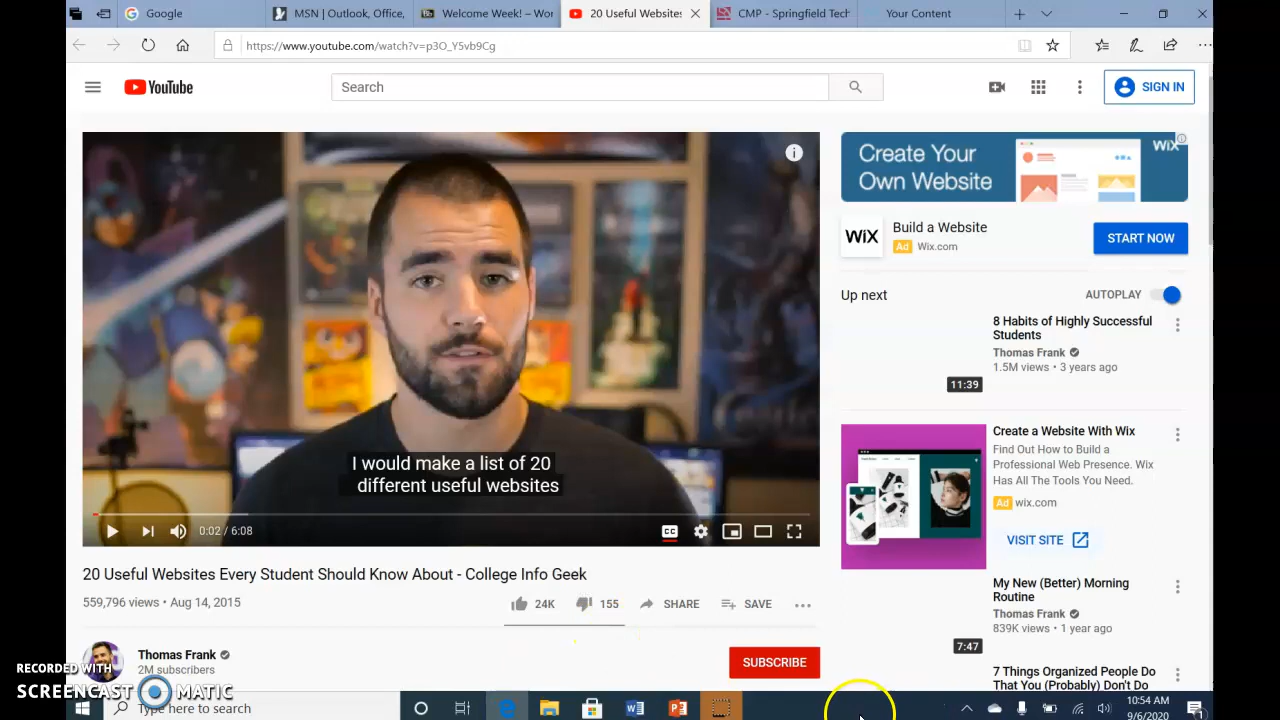 Google
MSN | Outlook, Office,
Welcome Week! – Wor
20 Useful Websites
CMP - Springfield Tech
Your Content
https://www.youtube.com/watch?v=p3O_Y5vb9Cg
YouTube
Search
SIGN IN
I would make a list of 20
different useful websites
0:02 / 6:08
CC
20 Useful Websites Every Student Should Know About - College Info Geek
559,796 views • Aug 14, 2015
24K
155
SHARE
SAVE
Thomas Frank
2M subscribers
SUBSCRIBE
Create Your
Own Website
WiX
WiX
Build a Website
Ad Wix.com
START NOW
Up next
AUTOPLAY
8 Habits of Highly Successful
Students
Thomas Frank
1.5M views • 3 years ago
11:39
Create a Website With Wix
Find Out How to Build a
Professional Web Presence. Wix
Has All The Tools You Need.
Ad wix.com
VISIT SITE
My New (Better) Morning
Routine
Thomas Frank
839K views • 1 year ago
7:47
7 Things Organized People Do
That You (Probably) Don't Do
RECORDED WITH
SCREENCAST MATIC
Type here to search
10:54 AM
9/6/2020